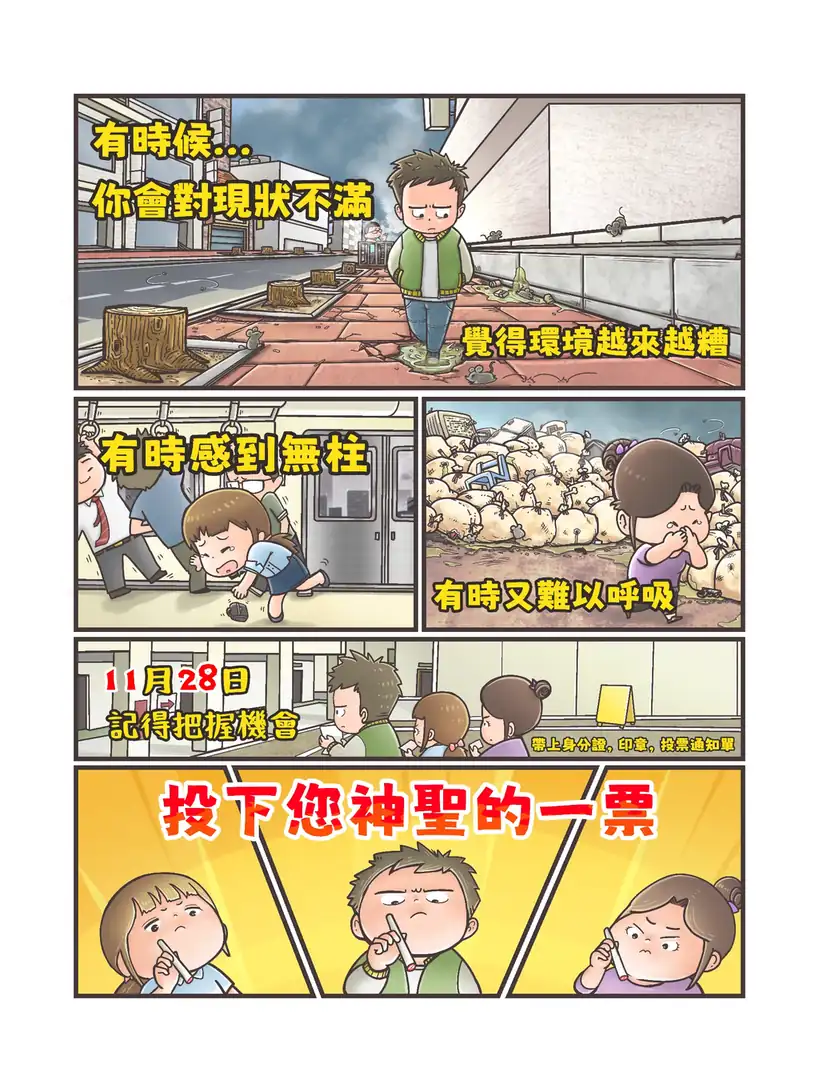 有時候...
你會對現狀不滿
覺得環境越來越糟
有時感到無柱
有時又難以呼吸
11月28日
記得把握機會
帶上身分證，印章，投票通知單
投下您神聖的一票